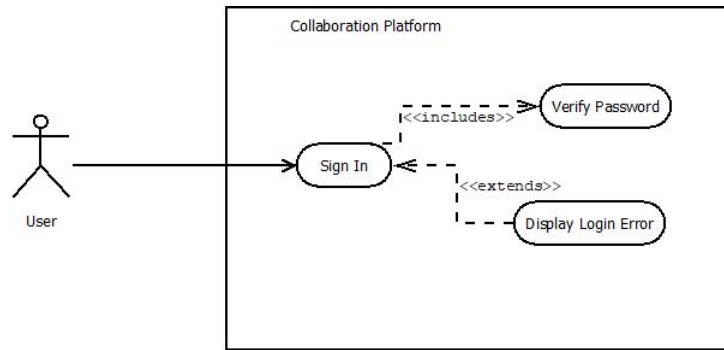 Collaboration Platform
Verify Password
<<includes>>
Sign In
<<extends>>
User
Display Login Error